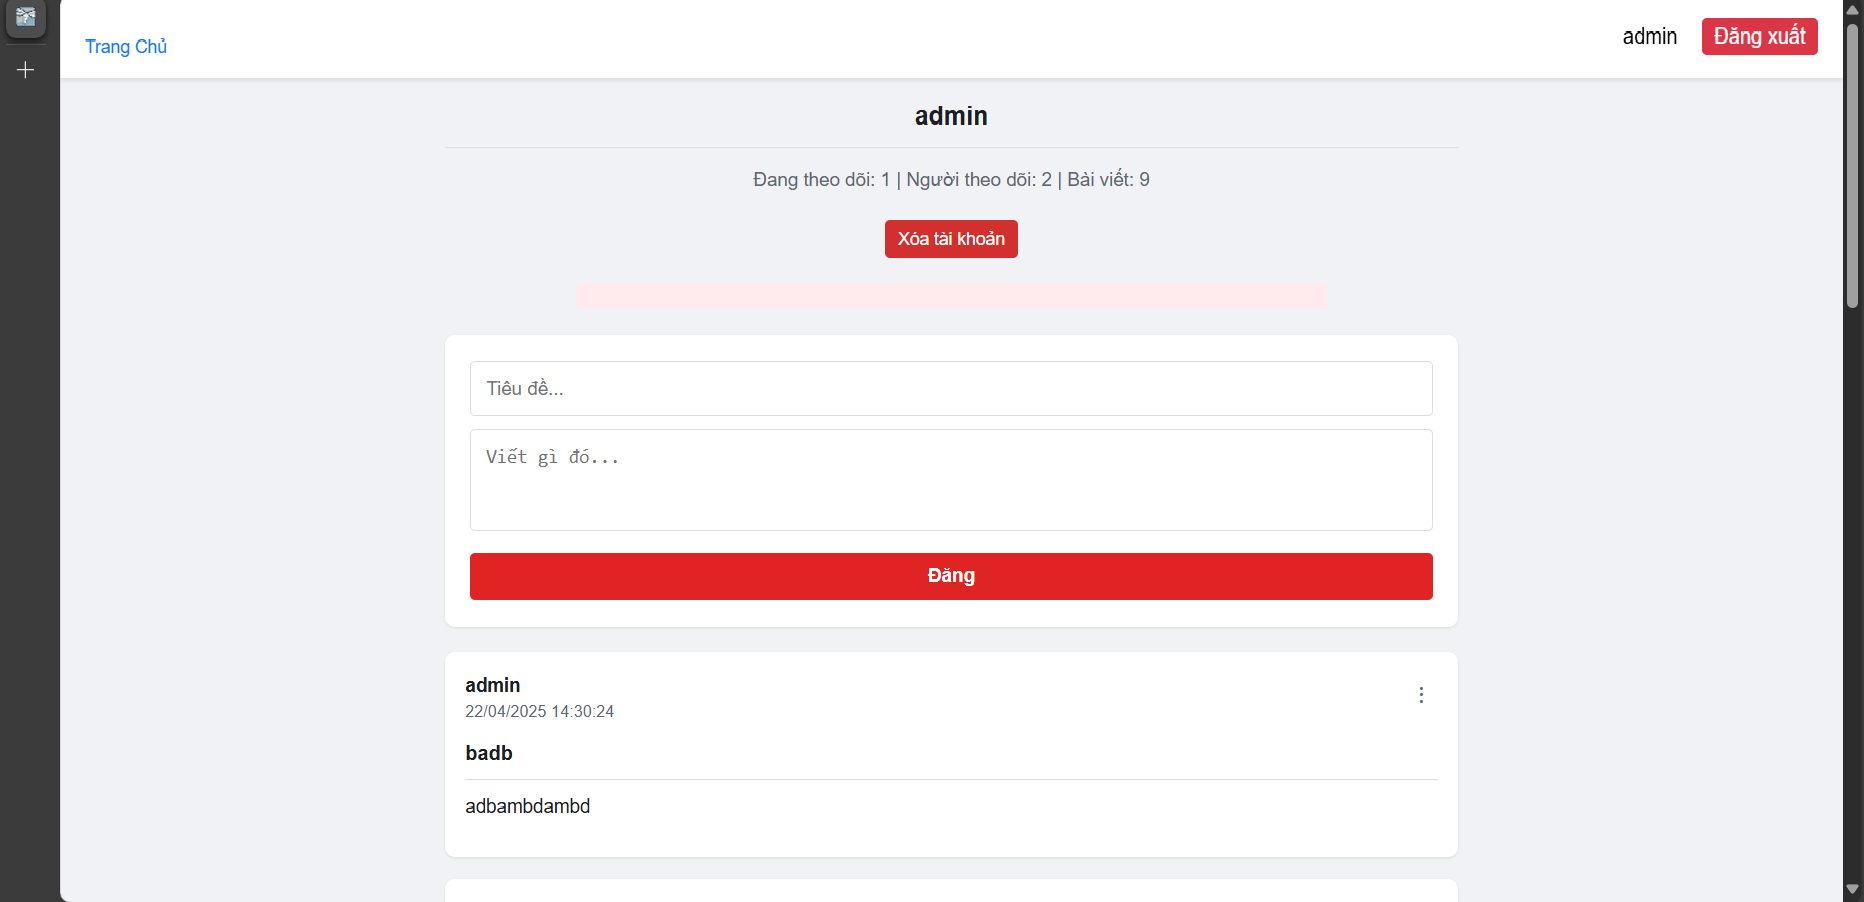 Trang Chủ
admin
Đăng xuất
admin
Đang theo dõi: 1 | Người theo dõi: 2 | Bài viết: 9
Xóa tài khoản
Tiêu đề...
Viết gì đó...
Đăng
admin
22/04/2025 14:30:24
badb
adbambdambd